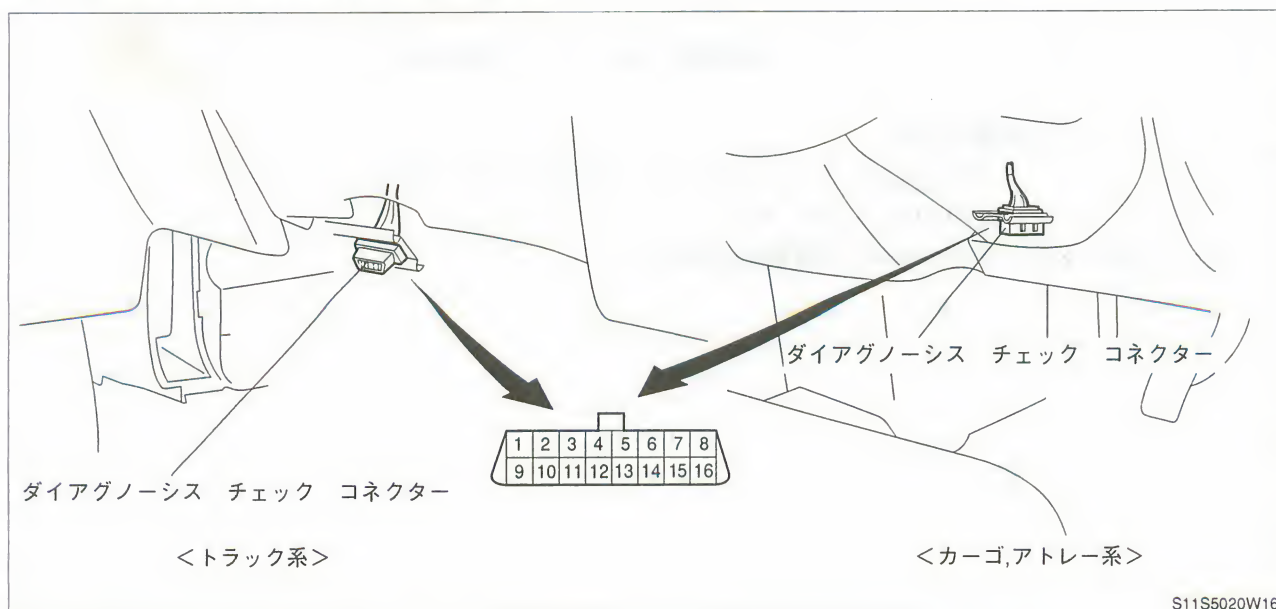 ダイアグノーシス チェック コネクター
1 2 3 4 5 6 7 8
9 10 11 12 13 14 15 16
ダイアグノーシス チェック コネクター
＜トラック系＞
＜カーゴ,アトレー系＞
S11S5020W16